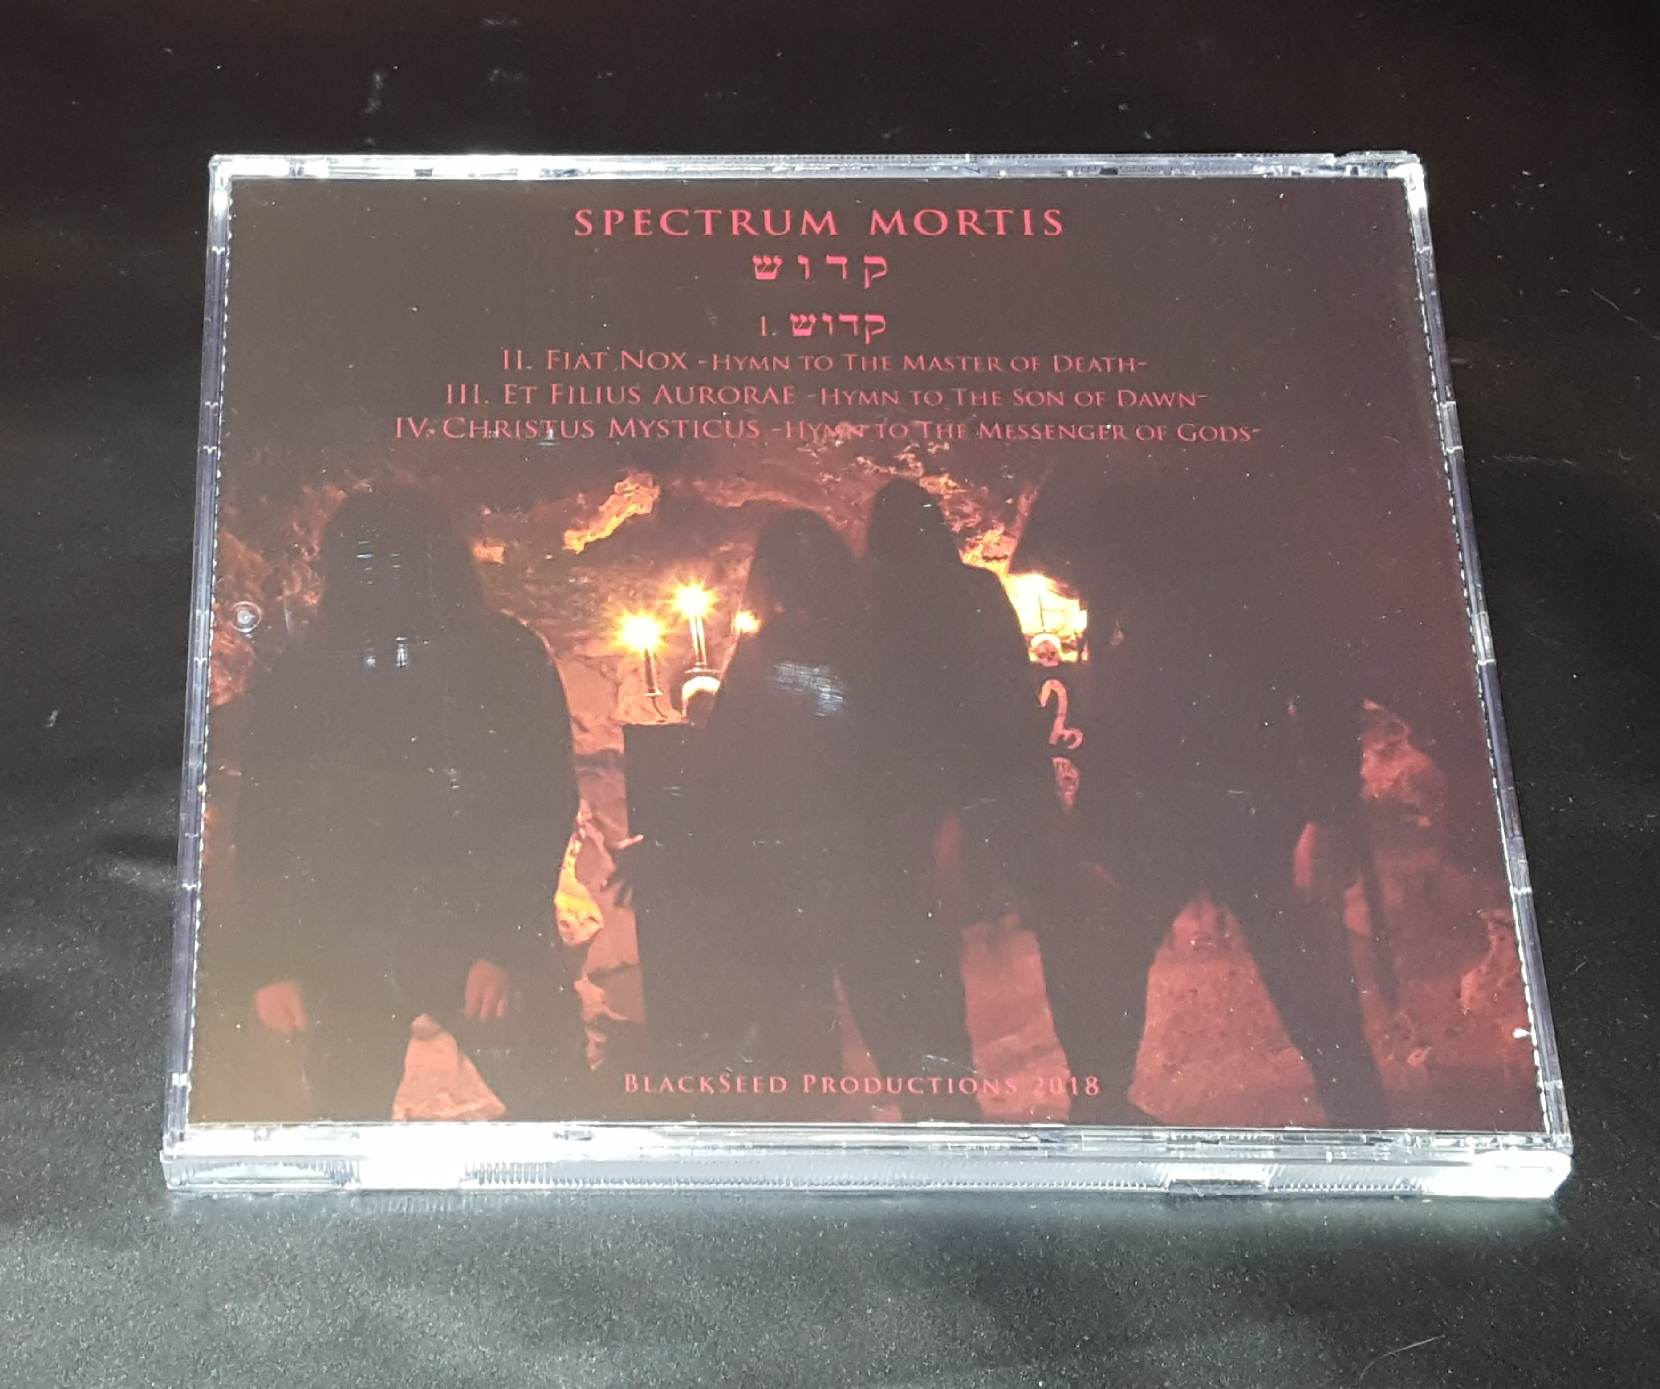 SPECTRUM MORTIS
קדוש
I. קדוש
II. FIAT NOX -HYMN TO THE MASTER OF DEATH-
III. ET FILIUS AURORAE -HYMN TO THE SON OF DAWN-
IV. CHRISTUS MYSTICUS -HYMN TO THE MESSENGER OF GODS-
BLACKSEED PRODUCTIONS 2018